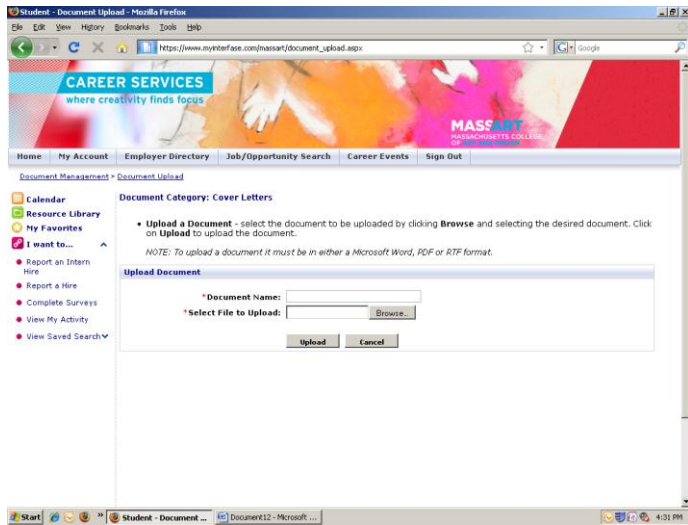 Student - Document Upload - Mozilla Firefox
File Edit View History Bookmarks Tools Help
https://www.myinterfase.com/massart/document_upload.aspx
Google
CAREER SERVICES
where creativity finds focus
MASSART
MASSACHUSETTS COLLEGE
OF ART AND DESIGN
Home My Account Employer Directory Job/Opportunity Search Career Events Sign Out
Document Management > Document Upload
Calendar
Resource Library
My Favorites
I want to...
Report an Intern
Hire
Report a Hire
Complete Surveys
View My Activity
View Saved Search
Document Category: Cover Letters
• Upload a Document - select the document to be uploaded by clicking Browse and selecting the desired document. Click
on Upload to upload the document.
NOTE: To upload a document it must be in either a Microsoft Word, PDF or RTF format.
Upload Document
*Document Name:
*Select File to Upload: Browse..
Upload Cancel
Start Student - Document ... Document12 - Microsoft ... 4:31 PM